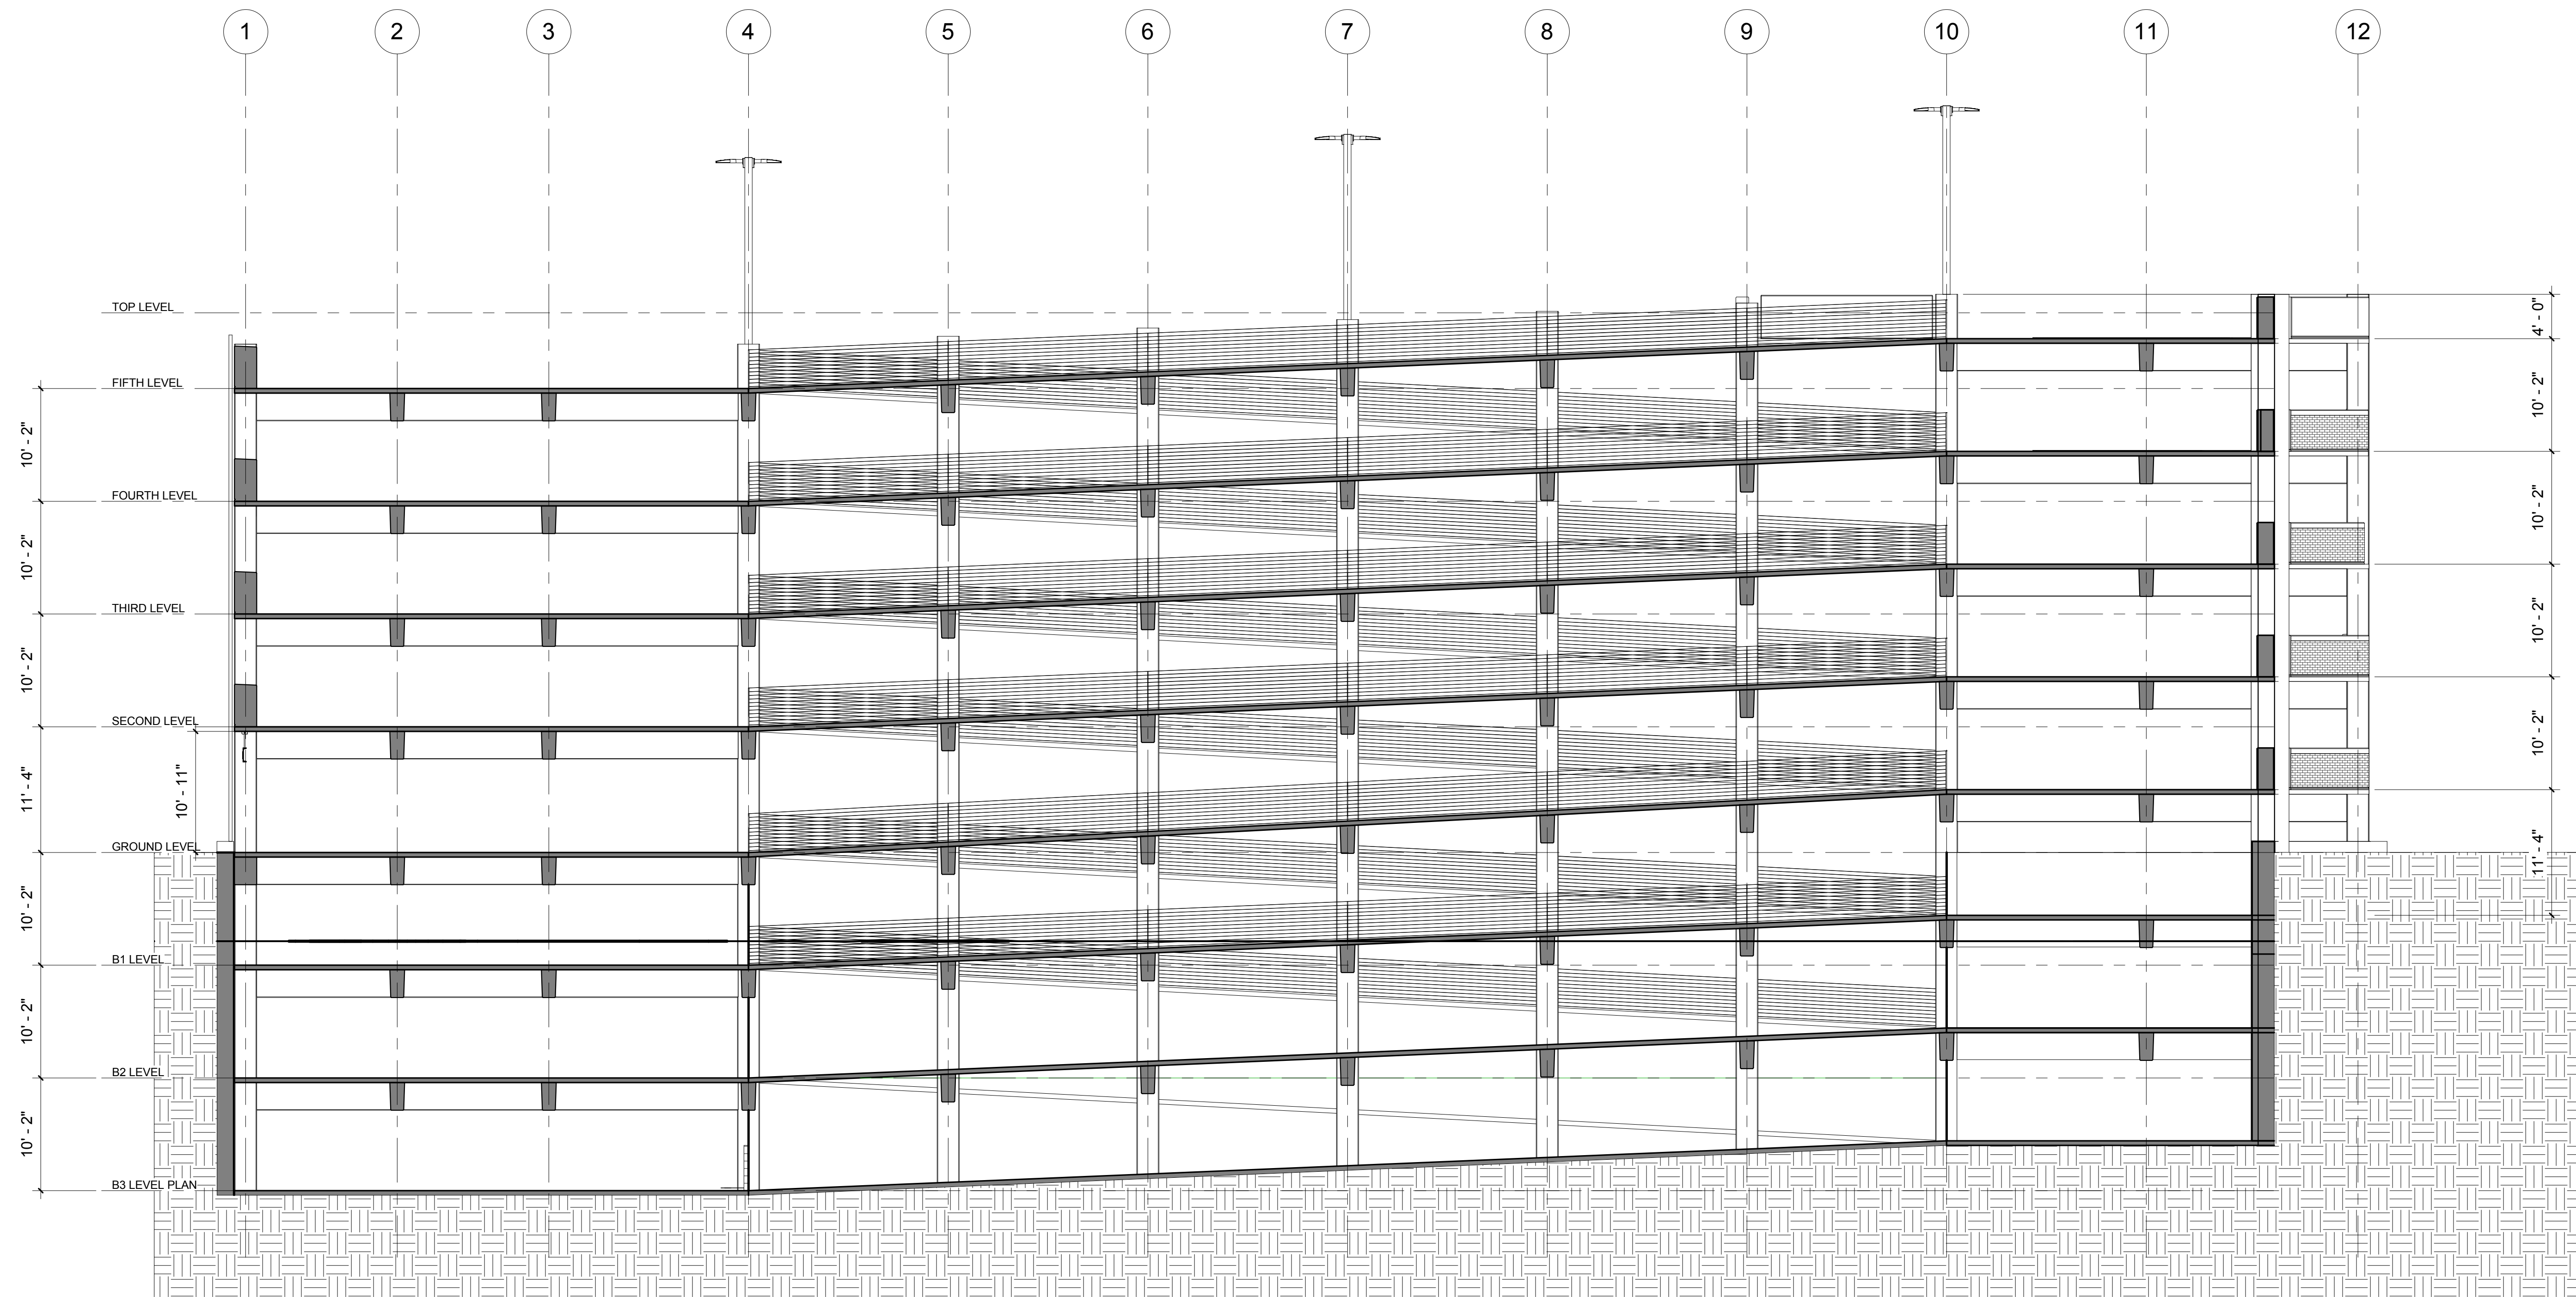 1 2 3 4 5 6 7 8 9 10 11 12
TOP LEVEL
4' - 0"
FIFTH LEVEL
10' - 2"
10' - 2"
FOURTH LEVEL
10' - 2"
10' - 2"
THIRD LEVEL
10' - 2"
10' - 2"
SECOND LEVEL
10' - 2"
11' - 4"
10' - 11"
GROUND LEVEL
11' - 4"
10' - 2"
B1 LEVEL
10' - 2"
B2 LEVEL
10' - 2"
B3 LEVEL PLAN